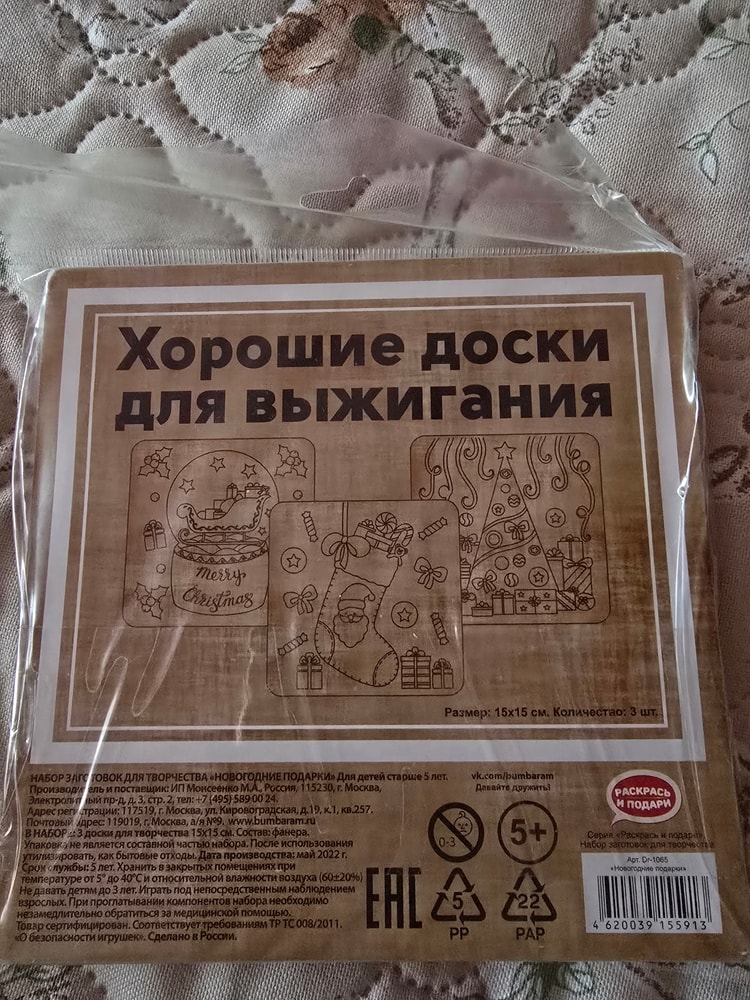 Хорошие доски
для выжигания
Merry
Christmas
Размер: 15x15 см. Количество: 3 шт.
НАБОР ЗАГОТОВОК ДЛЯ ТВОРЧЕСТВА «НОВОГОДНИЕ ПОДАРКИ» Для детей старше 5 лет.
Производитель и поставщик: ИП Моисеенко М.А., Россия, 115230, г. Москва,
Электролитный пр-д, д.3, стр. 2, тел: +7 (495) 589 00 24.
Адрес регистрации: 117519, г. Москва, ул. Кировоградская, д.19, к.1, кв.257.
Почтовый адрес: 119019, г. Москва, а/я №9. www.bumbaram.ru
В НАБОРЕ: 3 доски для творчества 15х15 см. Состав: фанера.
Упаковка не является составной частью набора. После использования
утилизировать, как бытовые отходы. Дата производства: май 2022 г.
Срок службы: 5 лет. Хранить в закрытых помещениях при
температуре от 5° до 40°С и относительной влажности воздуха (60±20%)
Не давать детям до 3 лет. Играть под непосредственным наблюдением
взрослых. При проглатывании компонентов набора необходимо
незамедлительно обратиться за медицинской помощью.
Товар сертифицирован. Соответствует требованиям ТР ТС 008/2011.
«О безопасности игрушек». Сделано в России.
vk.com/bumbaram
Давайте дружить!
0-3
5+
EAC
5
PP
22
PAP
РАСКРАСЬ
И ПОДАРИ
Серия «Раскрась и подари»
Набор заготовок для творчества
Арт. Dr-1065
«Новогодние подарки»
4 620039 155913